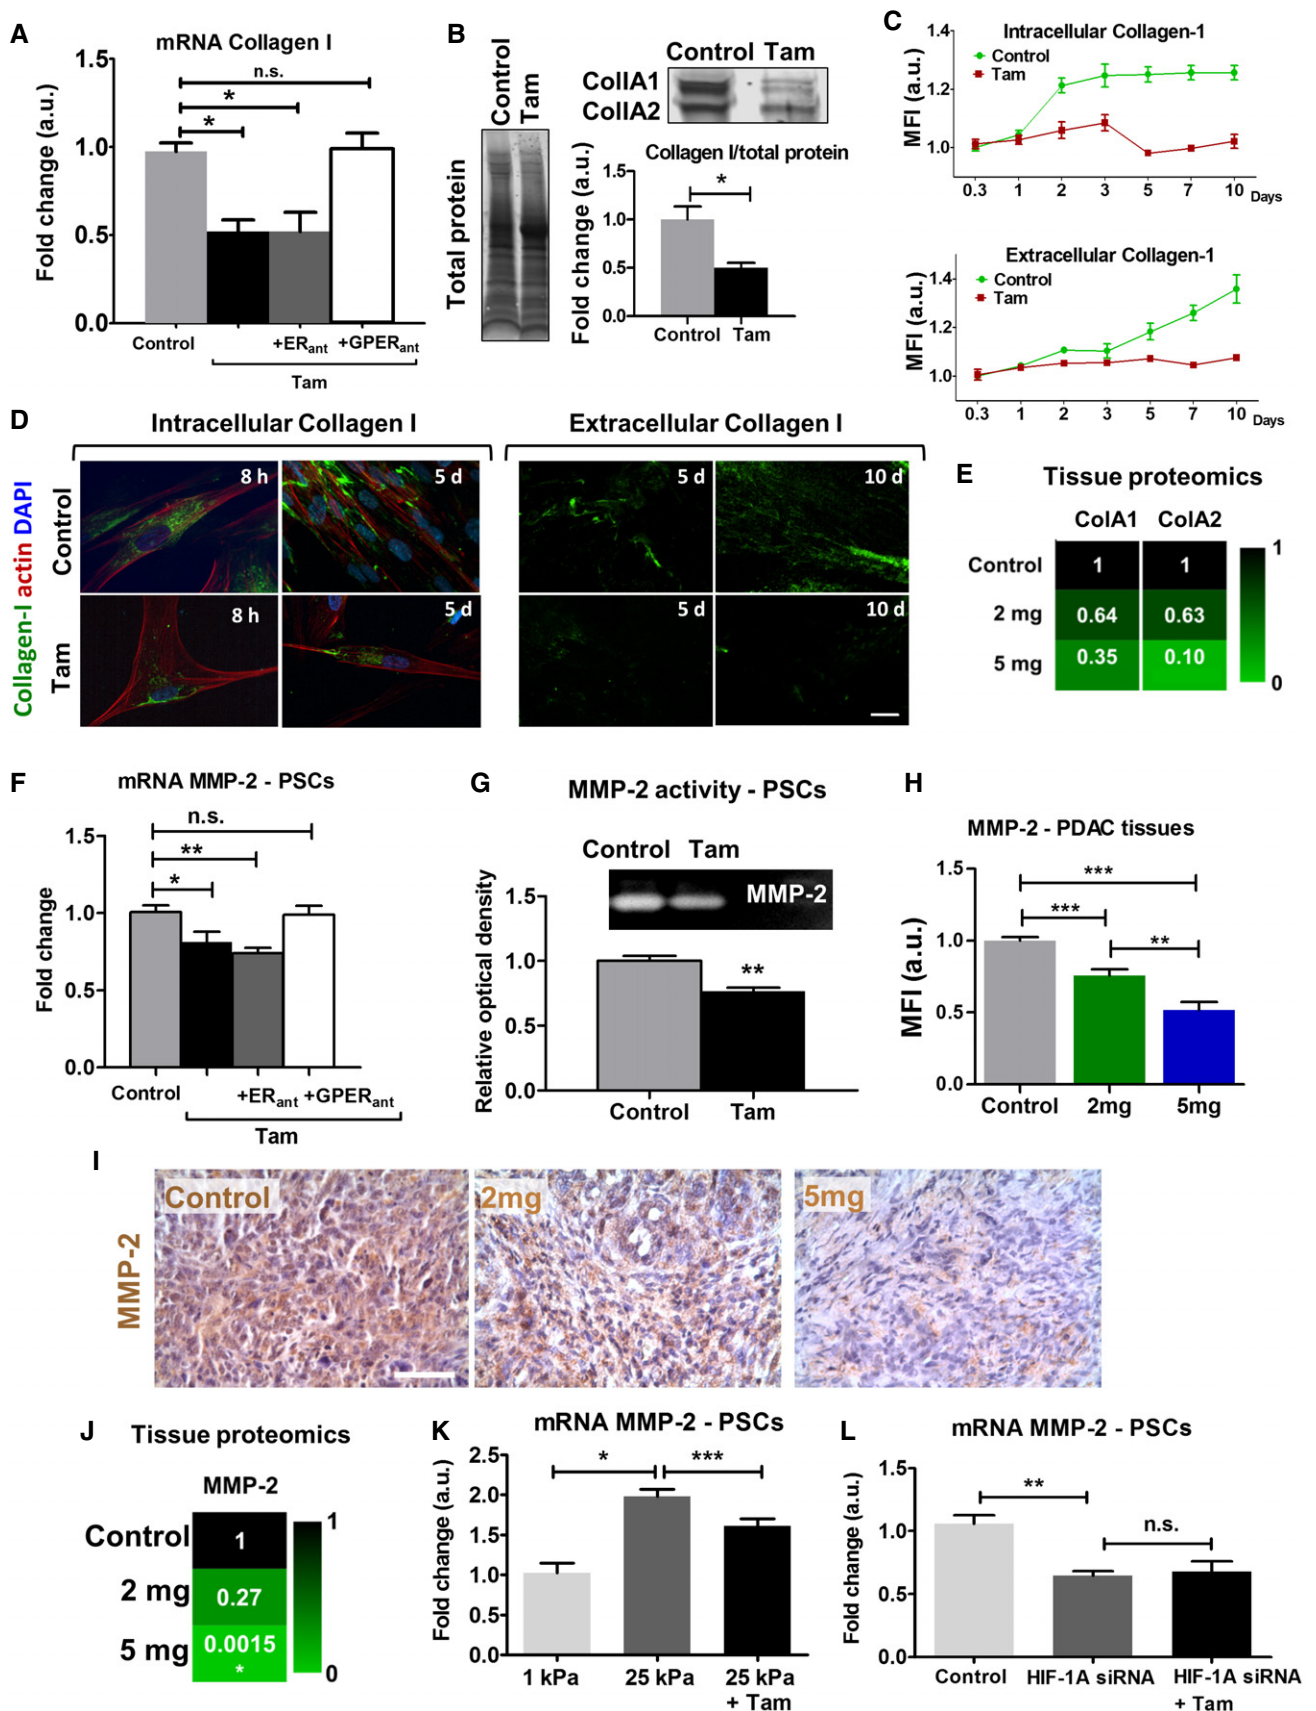 A
mRNA Collagen I
Fold change (a.u.)
1.5
1.0
0.5
0.0
n.s.
*
*
Control
+ERant
+GPERant
Tam
B
Control
Tam
Total protein
Control Tam
CollA1
CollA2
Collagen I/total protein
Fold change (a.u.)
1.5
1.0
0.5
0.0
*
Control
Tam
C
Intracellular Collagen-1
MFI (a.u.)
1.4
1.2
1.0
Control
Tam
0.3 1 2 3 5 7 10 Days
Extracellular Collagen-1
MFI (a.u.)
1.4
1.2
1.0
Control
Tam
0.3 1 2 3 5 7 10 Days
D
Intracellular Collagen I
Extracellular Collagen I
Collagen-I actin DAPI
Control
8 h
5 d
5 d
10 d
Tam
8 h
5 d
5 d
10 d
E
Tissue proteomics
ColA1 ColA2
Control 1 1
2 mg 0.64 0.63
5 mg 0.35 0.10
1
0
F
mRNA MMP-2 - PSCs
Fold change
1.5
1.0
0.5
0.0
n.s.
**
*
Control
+ERant +GPERant
Tam
G
MMP-2 activity - PSCs
Control Tam
MMP-2
Relative optical density
1.5
1.0
0.5
0.0
**
Control
Tam
H
MMP-2 - PDAC tissues
MFI (a.u.)
1.5
1.0
0.5
0.0
***
***
**
Control 2mg 5mg
I
MMP-2
Control
2mg
5mg
J
Tissue proteomics
MMP-2
Control 1
2 mg 0.27
5 mg 0.0015
*
1
0
K
mRNA MMP-2 - PSCs
Fold change (a.u.)
2.5
2.0
1.5
1.0
0.5
0.0
*
***
1 kPa 25 kPa 25 kPa
+ Tam
L
mRNA MMP-2 - PSCs
Fold change (a.u.)
1.5
1.0
0.5
0.0
**
n.s.
Control HIF-1A siRNA HIF-1A siRNA
+ Tam